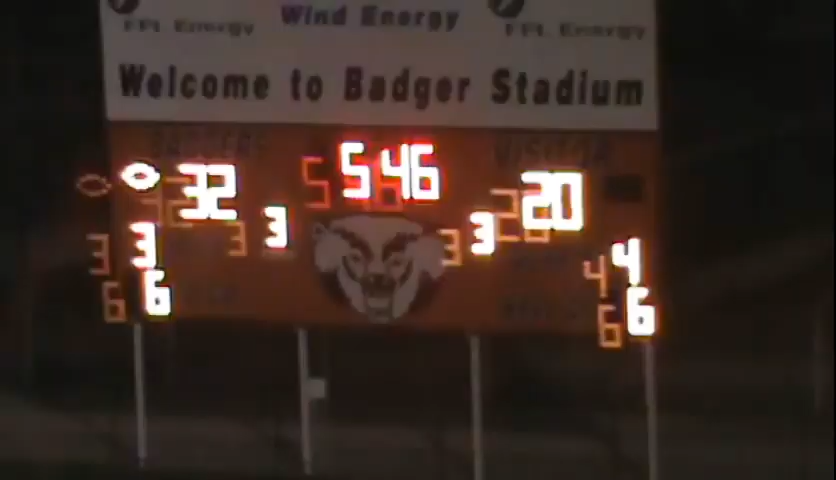 Wind Energy
FPL Energy FPL Energy
Welcome to Badger Stadium
BADGERS VISITOR
32 5 46 20
3 3
3 4
6 6